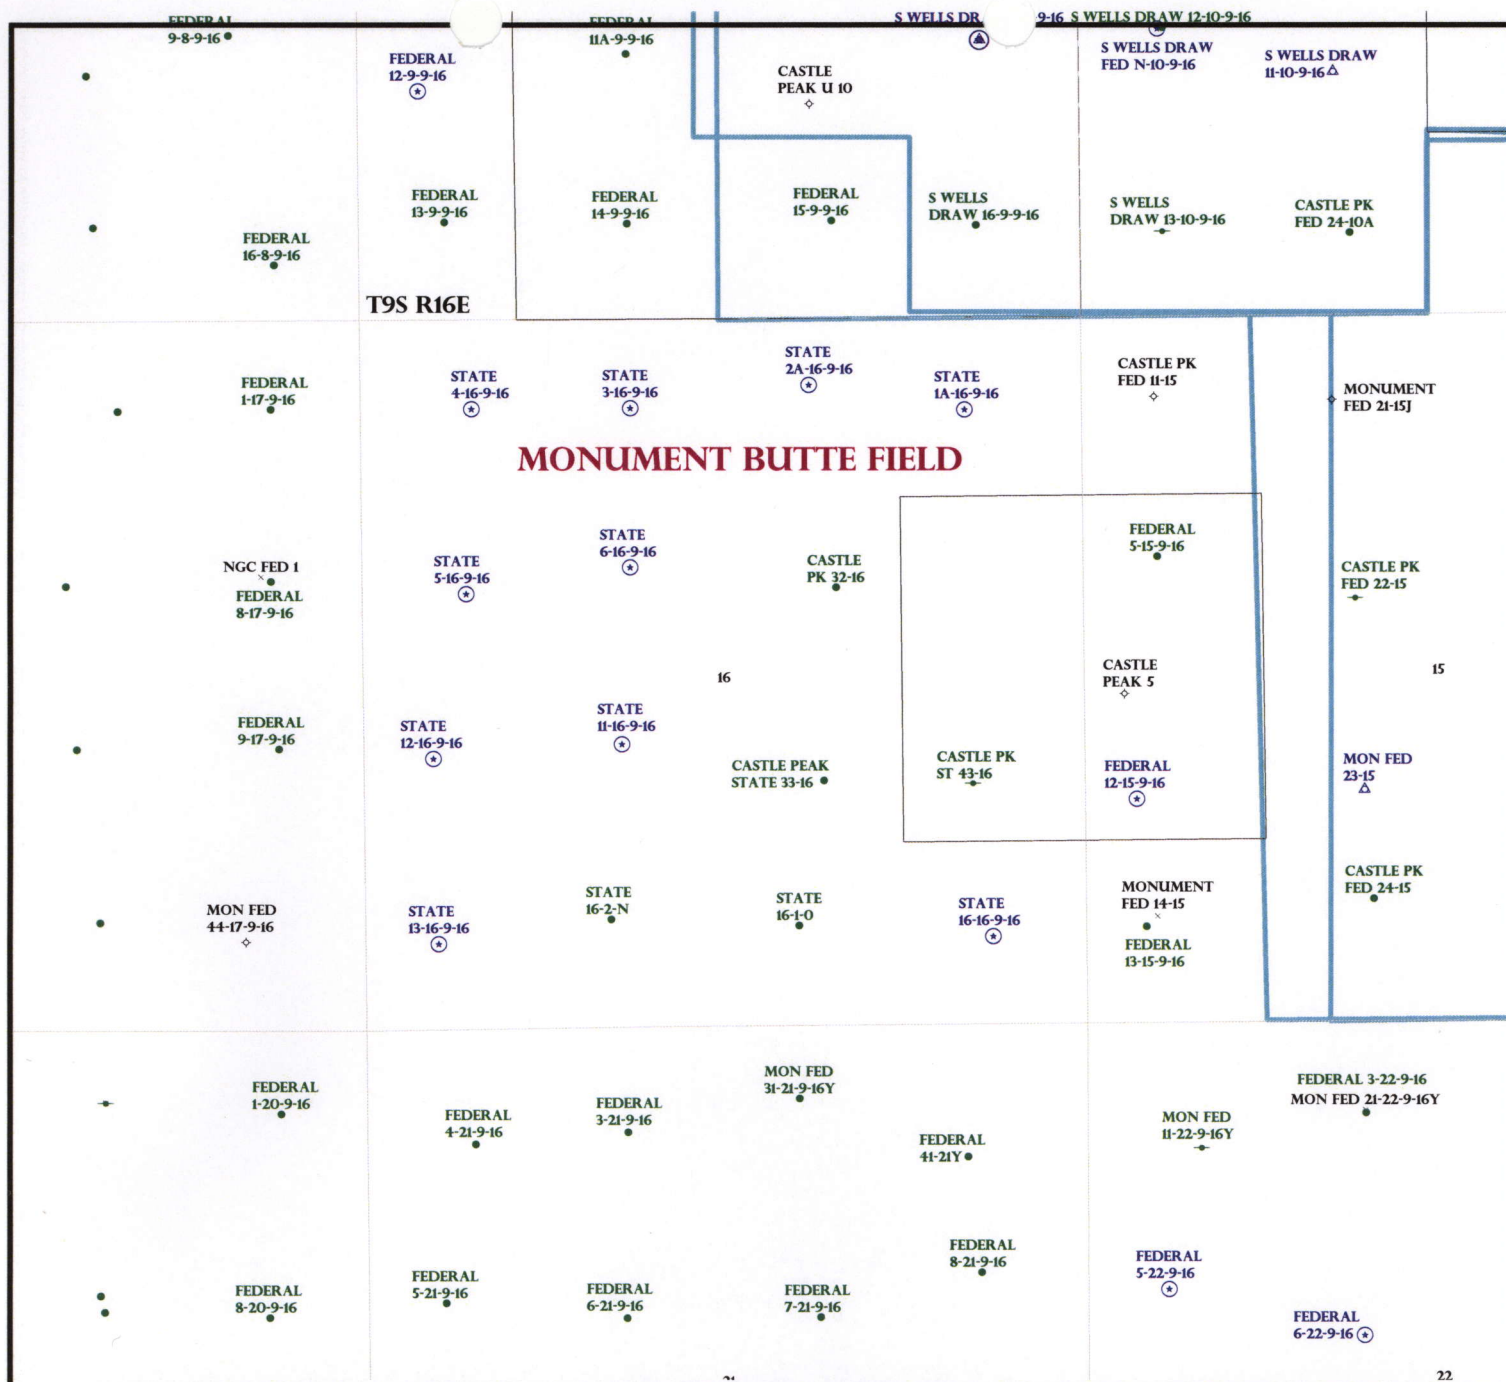 FEDERAL
9-8-9-16
FEDERAL
11A-9-9-16
S WELLS DR
9-16
S WELLS DRAW 12-10-9-16
FEDERAL
12-9-9-16
CASTLE
PEAK U 10
S WELLS DRAW
FED N-10-9-16
S WELLS DRAW
11-10-9-16
FEDERAL
13-9-9-16
FEDERAL
14-9-9-16
FEDERAL
15-9-9-16
S WELLS
DRAW 16-9-9-16
S WELLS
DRAW 13-10-9-16
CASTLE PK
FED 24-10A
FEDERAL
16-8-9-16
T9S R16E
FEDERAL
1-17-9-16
STATE
4-16-9-16
STATE
3-16-9-16
STATE
2A-16-9-16
STATE
1A-16-9-16
CASTLE PK
FED 11-15
MONUMENT
FED 21-15J
MONUMENT BUTTE FIELD
NGC FED 1
FEDERAL
8-17-9-16
STATE
5-16-9-16
STATE
6-16-9-16
CASTLE
PK 32-16
FEDERAL
5-15-9-16
CASTLE PK
FED 22-15
16
CASTLE
PEAK 5
15
FEDERAL
9-17-9-16
STATE
12-16-9-16
STATE
11-16-9-16
CASTLE PEAK
STATE 33-16
CASTLE PK
ST 43-16
FEDERAL
12-15-9-16
MON FED
23-15
MON FED
44-17-9-16
STATE
13-16-9-16
STATE
16-2-N
STATE
16-1-O
STATE
16-16-9-16
MONUMENT
FED 14-15
FEDERAL
13-15-9-16
CASTLE PK
FED 24-15
FEDERAL
1-20-9-16
FEDERAL
4-21-9-16
FEDERAL
3-21-9-16
MON FED
31-21-9-16Y
FEDERAL
41-21Y
MON FED
11-22-9-16Y
FEDERAL 3-22-9-16
MON FED 21-22-9-16Y
FEDERAL
8-20-9-16
FEDERAL
5-21-9-16
FEDERAL
6-21-9-16
FEDERAL
7-21-9-16
FEDERAL
8-21-9-16
FEDERAL
5-22-9-16
FEDERAL
6-22-9-16
21
22